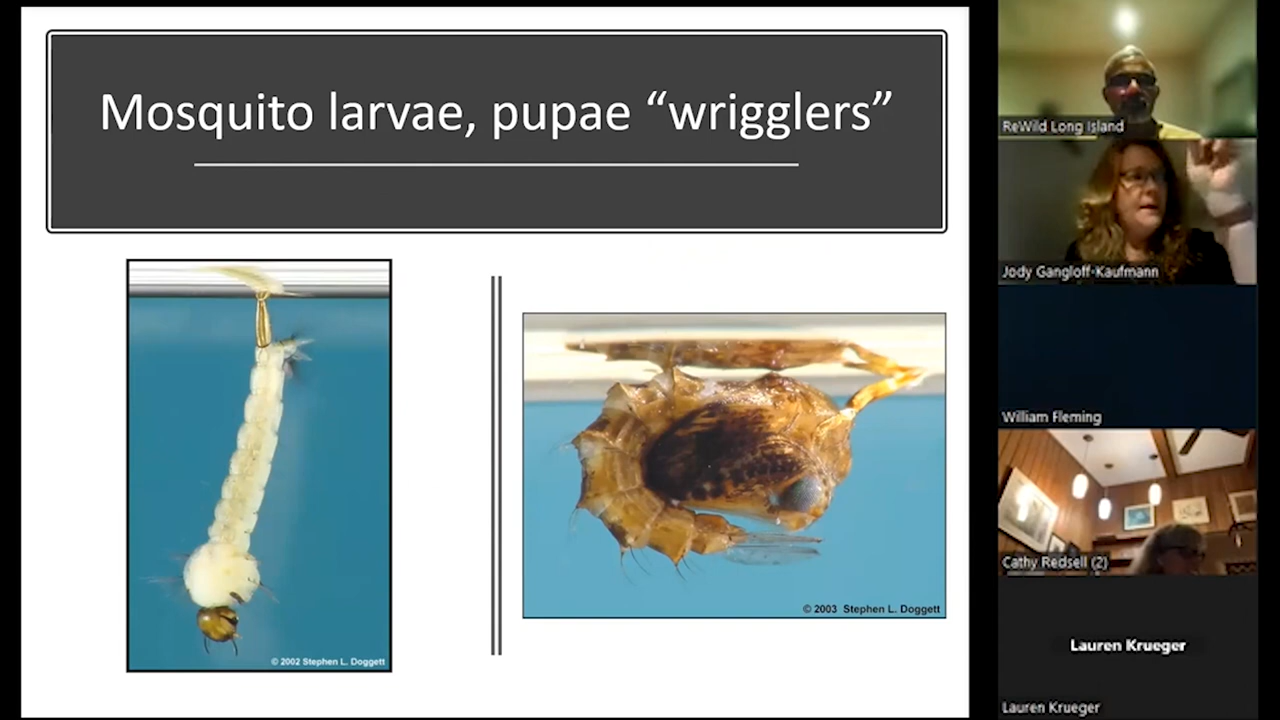 Mosquito larvae, pupae “wrigglers”
© 2002 Stephen L. Doggett
© 2003 Stephen L. Doggett
ReWild Long Island
Jody Gangloff-Kaufmann
William Fleming
Cathy Redsell (2)
Lauren Krueger
Lauren Krueger